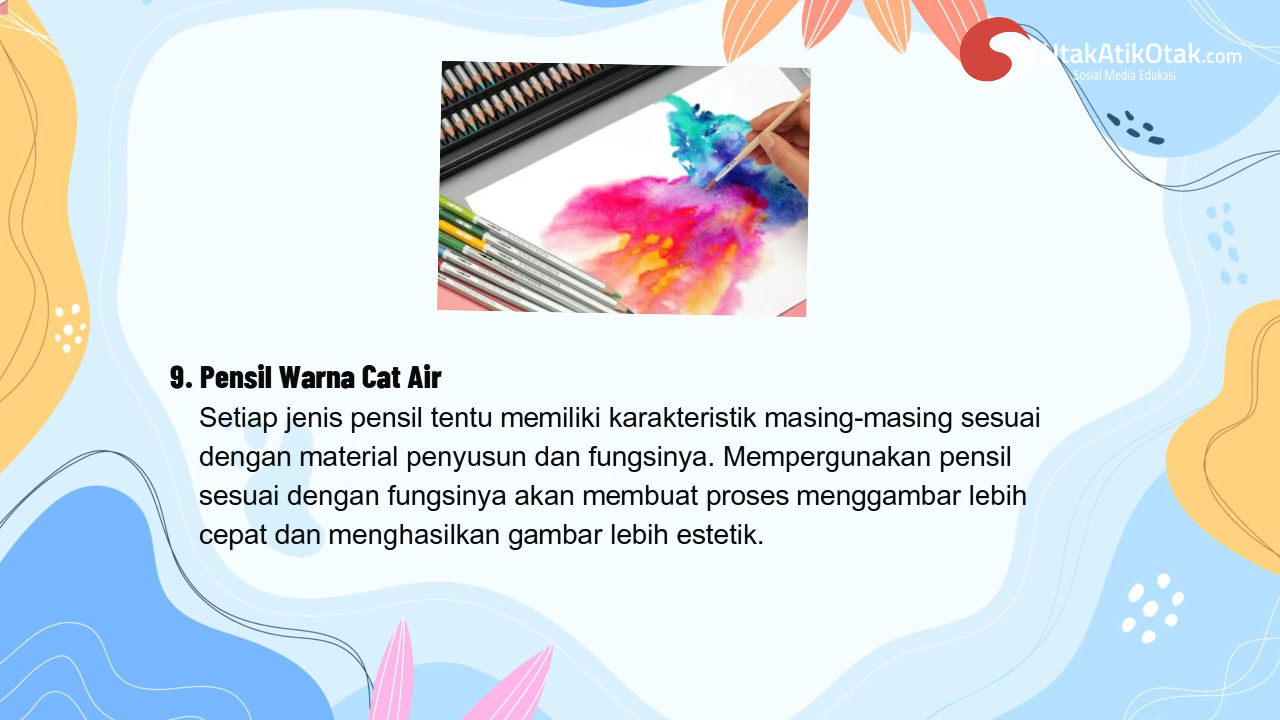 UtakAtikOtak.com
Sosial Media Edukasi
9. Pensil Warna Cat Air
Setiap jenis pensil tentu memiliki karakteristik masing-masing sesuai
dengan material penyusun dan fungsinya. Mempergunakan pensil
sesuai dengan fungsinya akan membuat proses menggambar lebih
cepat dan menghasilkan gambar lebih estetik.